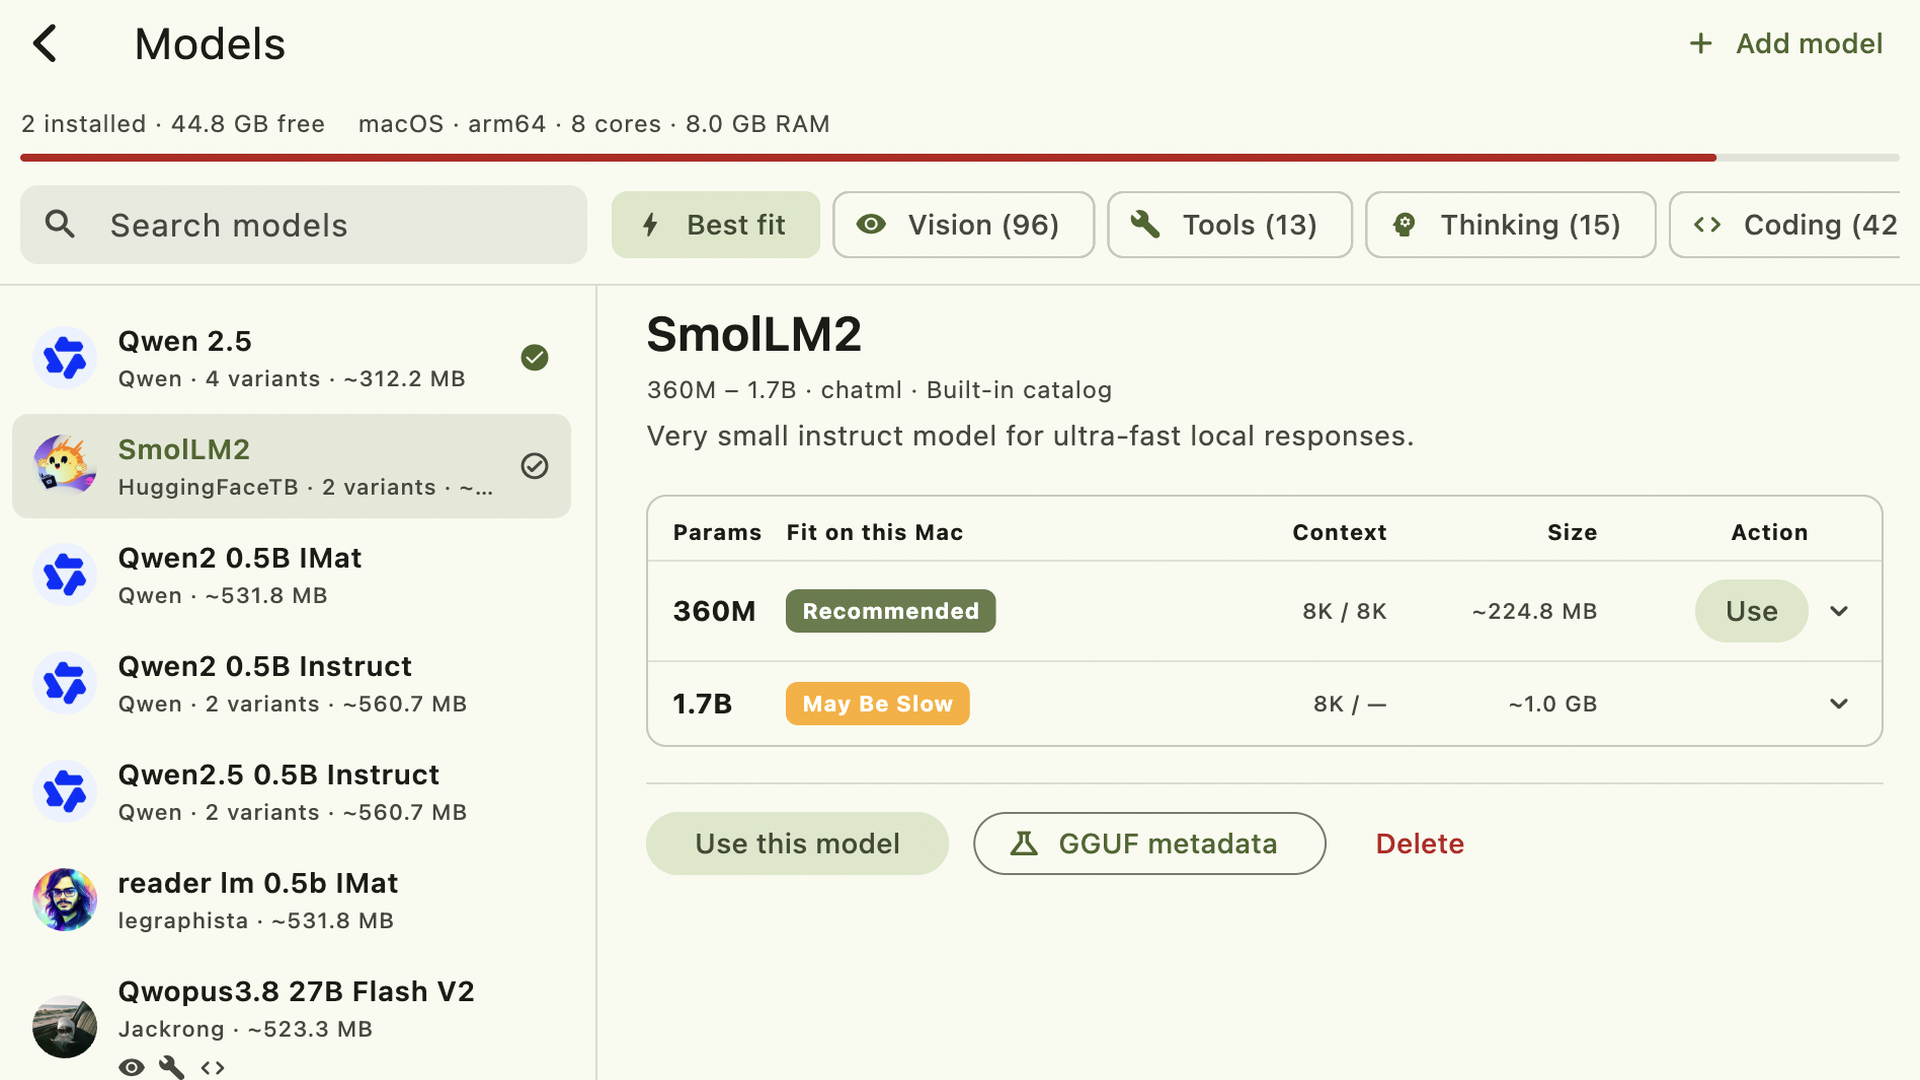 Models
+ Add model
2 installed · 44.8 GB free macOS · arm64 · 8 cores · 8.0 GB RAM
Search models
Best fit
Vision (96)
Tools (13)
Thinking (15)
Coding (42
Qwen 2.5
Qwen · 4 variants · ~312.2 MB
SmolLM2
HuggingFaceTB · 2 variants · ~...
Qwen2 0.5B IMat
Qwen · ~531.8 MB
Qwen2 0.5B Instruct
Qwen · 2 variants · ~560.7 MB
Qwen2.5 0.5B Instruct
Qwen · 2 variants · ~560.7 MB
reader lm 0.5b IMat
legraphista · ~531.8 MB
Qwopus3.8 27B Flash V2
Jackrong · ~523.3 MB
SmolLM2
360M – 1.7B · chatml · Built-in catalog
Very small instruct model for ultra-fast local responses.
Params Fit on this Mac Context Size Action
360M Recommended 8K / 8K ~224.8 MB Use
1.7B May Be Slow 8K / — ~1.0 GB
Use this model
GGUF metadata
Delete